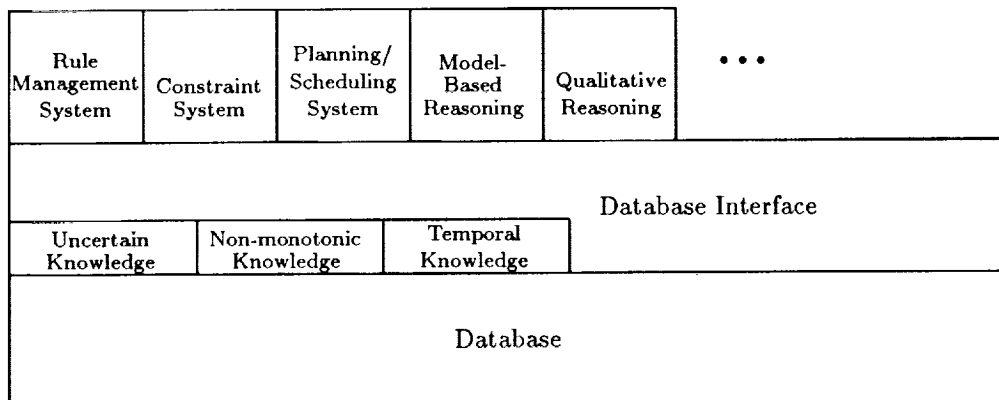 Rule
Management
System
Constraint
System
Planning/
Scheduling
System
Model-
Based
Reasoning
Qualitative
Reasoning
• • •
Database Interface
Uncertain
Knowledge
Non-monotonic
Knowledge
Temporal
Knowledge
Database